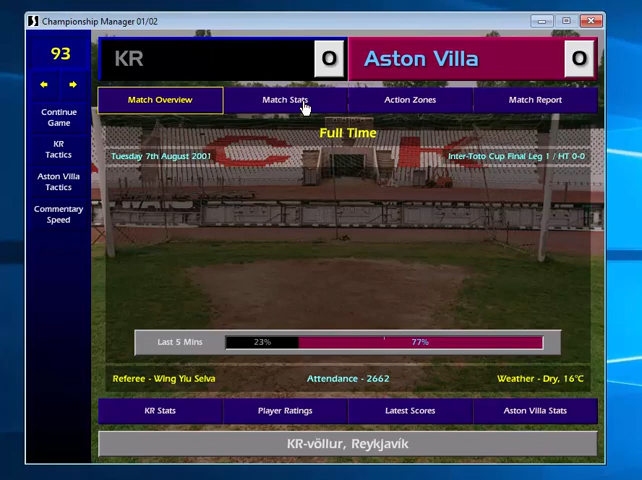 Championship Manager 01/02
93
KR 0 Aston Villa 0
Match Overview Match Stats Action Zones Match Report
Continue
Game
KR
Tactics
Aston Villa
Tactics
Commentary
Speed
Full Time
Tuesday 7th August 2001 Inter-Toto Cup Final Leg 1 / HT 0-0
Last 5 Mins 23% 77%
Referee - Wing Yiu Selva Attendance - 2662 Weather - Dry, 16°C
KR Stats Player Ratings Latest Scores Aston Villa Stats
KR-völlur, Reykjavík